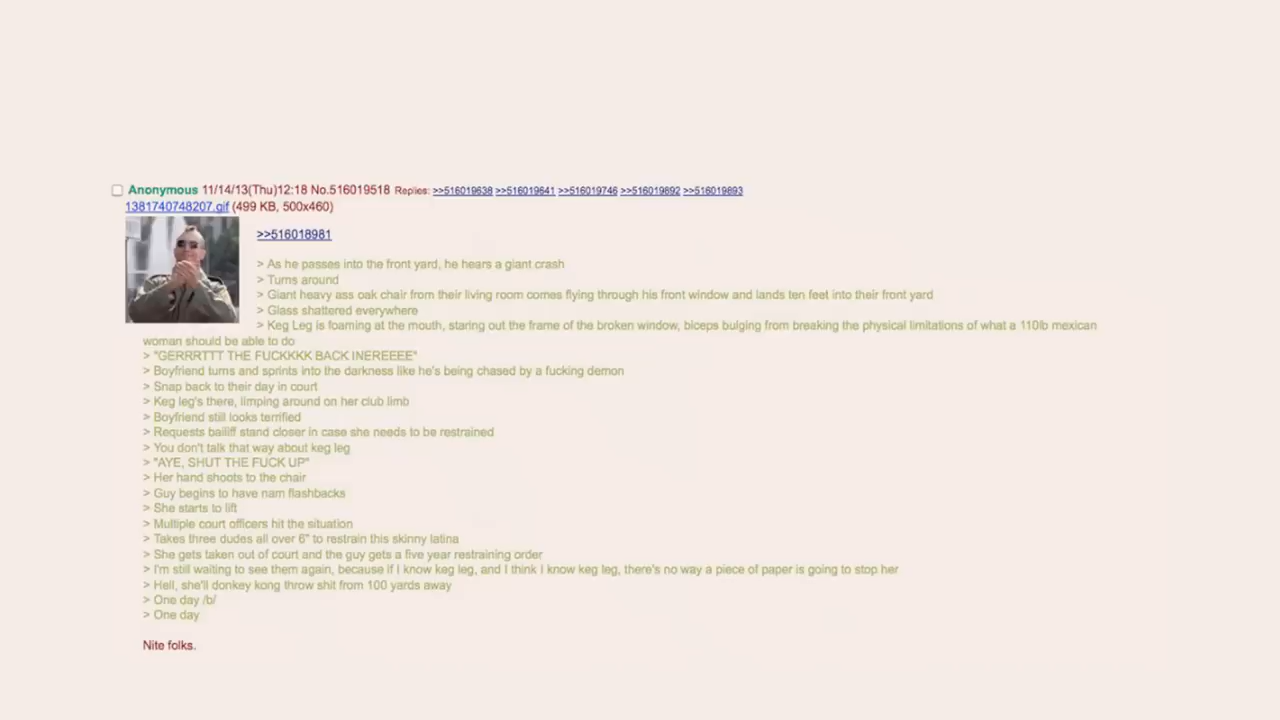 Anonymous 11/14/13(Thu)12:18 No.516019518 Replies: >>516019638 >>516019641 >>516019746 >>516019892 >>516019893
1381740748207.gif (499 KB, 500x460)
>>516018981
> As he passes into the front yard, he hears a giant crash
> Turns around
> Giant heavy ass oak chair from their living room comes flying through his front window and lands ten feet into their front yard
> Glass shattered everywhere
> Keg Leg is foaming at the mouth, staring out the frame of the broken window, biceps bulging from breaking the physical limitations of what a 110lb mexican
woman should be able to do
> "GERRRTTT THE FUCKKKK BACK INEREEEE"
> Boyfriend turns and sprints into the darkness like he's being chased by a fucking demon
> Snap back to their day in court
> Keg leg's there, limping around on her club limb
> Boyfriend still looks terrified
> Requests bailiff stand closer in case she needs to be restrained
> You don't talk that way about keg leg
> "AYE, SHUT THE FUCK UP"
> Her hand shoots to the chair
> Guy begins to have nam flashbacks
> She starts to lift
> Multiple court officers hit the situation
> Takes three dudes all over 6" to restrain this skinny latina
> She gets taken out of court and the guy gets a five year restraining order
> I'm still waiting to see them again, because if I know keg leg, and I think I know keg leg, there's no way a piece of paper is going to stop her
> Hell, she'll donkey kong throw shit from 100 yards away
> One day /b/
> One day
Nite folks.